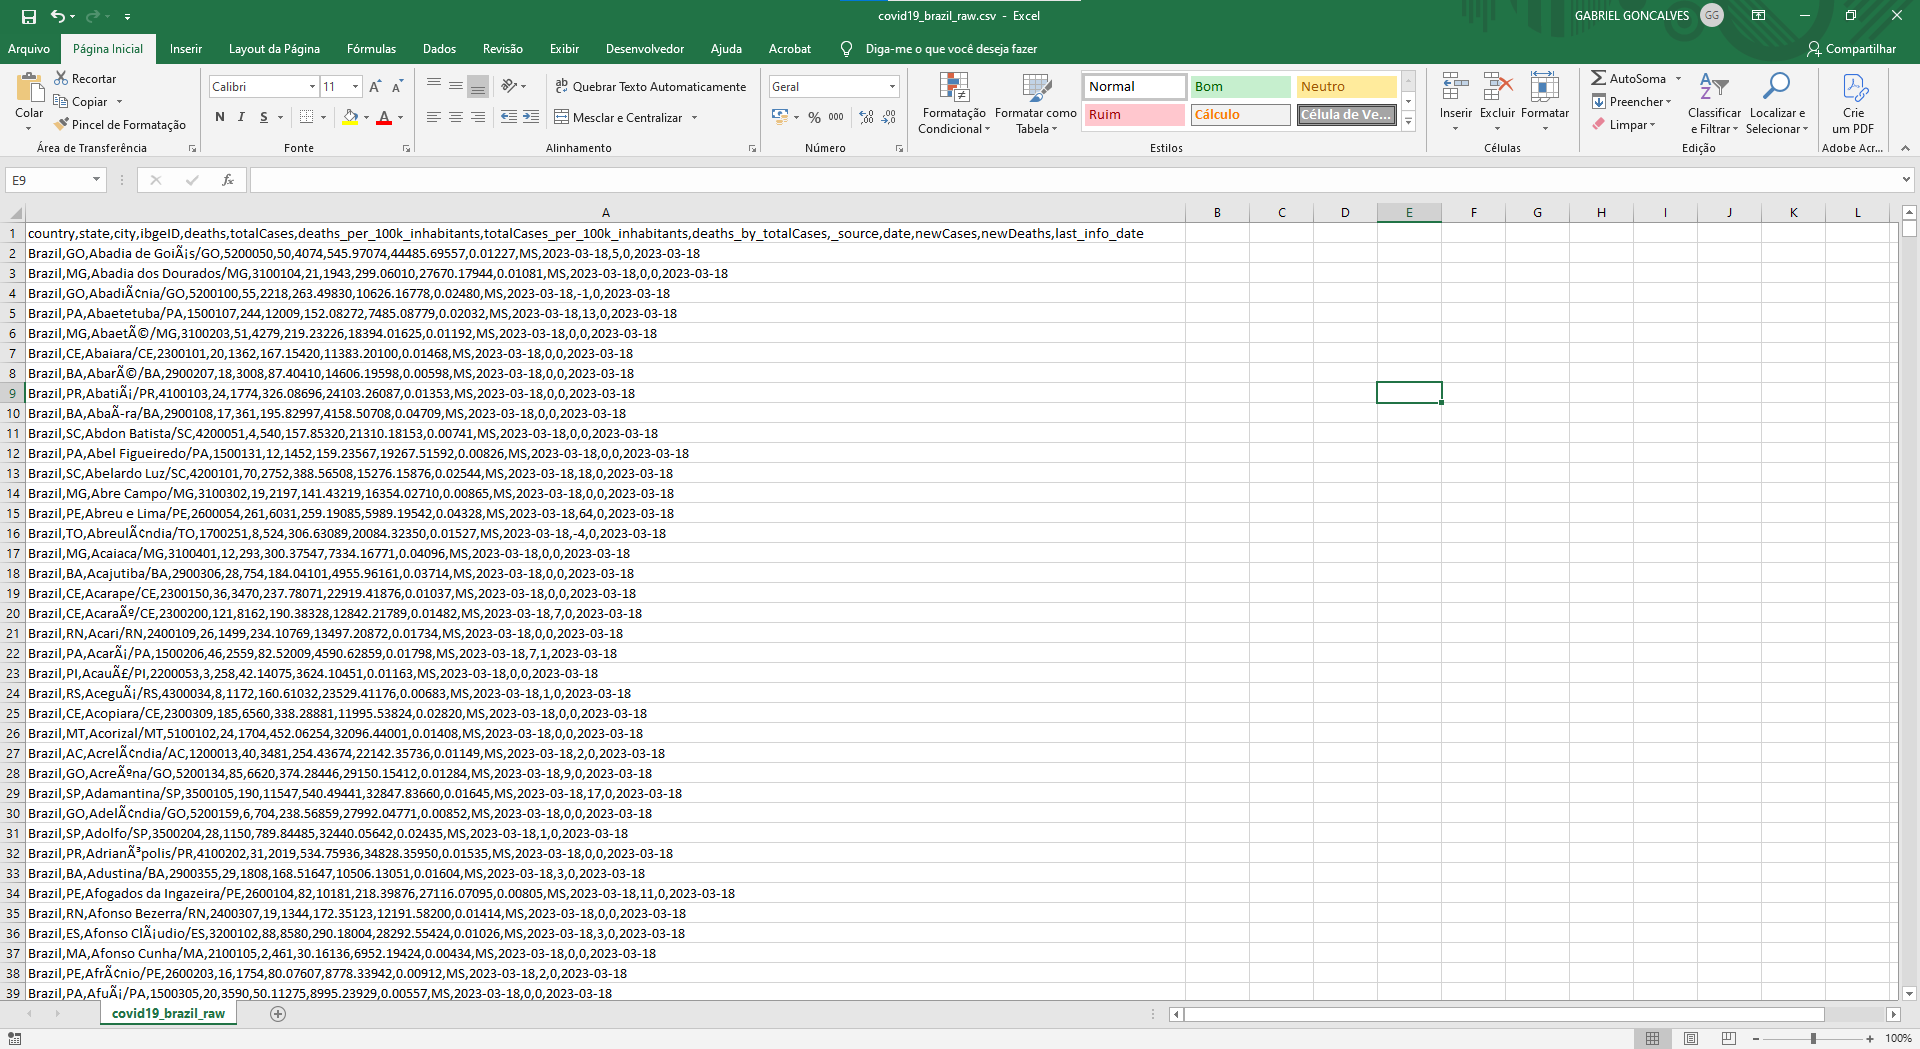 covid19_brazil_raw.csv - Excel
GABRIEL GONCALVES GG
Arquivo Página Inicial Inserir Layout da Página Fórmulas Dados Revisão Exibir Desenvolvedor Ajuda Acrobat Diga-me o que você deseja fazer Compartilhar
Colar
Recortar
Copiar
Pincel de Formatação
Área de Transferência
Calibri 11
N I S
Fonte
Quebrar Texto Automaticamente
Mesclar e Centralizar
Alinhamento
Geral
% 000
Número
Formatação Condicional
Formatar como Tabela
Normal Bom Neutro
Ruim Cálculo Célula de Ve...
Estilos
Inserir Excluir Formatar
Células
AutoSoma
Preencher
Limpar
Classificar e Filtrar
Localizar e Selecionar
Edição
Crie um PDF
Adobe Acr...
E9 fx
A B C D E F G H I J K L
1 country,state,city,ibgeID,deaths,totalCases,deaths_per_100k_inhabitants,totalCases_per_100k_inhabitants,deaths_by_totalCases,_source,date,newCases,newDeaths,last_info_date
2 Brazil,GO,Abadia de GoiÃ¡s/GO,5200050,50,4074,545.97074,44485.69557,0.01227,MS,2023-03-18,5,0,2023-03-18
3 Brazil,MG,Abadia dos Dourados/MG,3100104,21,1943,299.06010,27670.17944,0.01081,MS,2023-03-18,0,0,2023-03-18
4 Brazil,GO,AbadiÃ¢nia/GO,5200100,55,2218,263.49830,10626.16778,0.02480,MS,2023-03-18,-1,0,2023-03-18
5 Brazil,PA,Abaetetuba/PA,1500107,244,12009,152.08272,7485.08779,0.02032,MS,2023-03-18,13,0,2023-03-18
6 Brazil,MG,AbaetÃ©/MG,3100203,51,4279,219.23226,18394.01625,0.01192,MS,2023-03-18,0,0,2023-03-18
7 Brazil,CE,Abaiara/CE,2300101,20,1362,167.15420,11383.20100,0.01468,MS,2023-03-18,0,0,2023-03-18
8 Brazil,BA,AbarÃ©/BA,2900207,18,3008,87.40410,14606.19598,0.00598,MS,2023-03-18,0,0,2023-03-18
9 Brazil,PR,AbatiÃ¡/PR,4100103,24,1774,326.08696,24103.26087,0.01353,MS,2023-03-18,0,0,2023-03-18
10 Brazil,BA,AbaÃ-ra/BA,2900108,17,361,195.82997,4158.50708,0.04709,MS,2023-03-18,0,0,2023-03-18
11 Brazil,SC,Abdon Batista/SC,4200051,4,540,157.85320,21310.18153,0.00741,MS,2023-03-18,0,0,2023-03-18
12 Brazil,PA,Abel Figueiredo/PA,1500131,12,1452,159.23567,19267.51592,0.00826,MS,2023-03-18,0,0,2023-03-18
13 Brazil,SC,Abelardo Luz/SC,4200101,70,2752,388.56508,15276.15876,0.02544,MS,2023-03-18,18,0,2023-03-18
14 Brazil,MG,Abre Campo/MG,3100302,19,2197,141.43219,16354.02710,0.00865,MS,2023-03-18,0,0,2023-03-18
15 Brazil,PE,Abreu e Lima/PE,2600054,261,6031,259.19085,5989.19542,0.04328,MS,2023-03-18,64,0,2023-03-18
16 Brazil,TO,AbreulÃ¢ndia/TO,1700251,8,524,306.63089,20084.32350,0.01527,MS,2023-03-18,-4,0,2023-03-18
17 Brazil,MG,Acaiaca/MG,3100401,12,293,300.37547,7334.16771,0.04096,MS,2023-03-18,0,0,2023-03-18
18 Brazil,BA,Acajutiba/BA,2900306,28,754,184.04101,4955.96161,0.03714,MS,2023-03-18,0,0,2023-03-18
19 Brazil,CE,Acarape/CE,2300150,36,3470,237.78071,22919.41876,0.01037,MS,2023-03-18,0,0,2023-03-18
20 Brazil,CE,AcaraÃº/CE,2300200,121,8162,190.38328,12842.21789,0.01482,MS,2023-03-18,7,0,2023-03-18
21 Brazil,RN,Acari/RN,2400109,26,1499,234.10769,13497.20872,0.01734,MS,2023-03-18,0,0,2023-03-18
22 Brazil,PA,AcarÃ¡/PA,1500206,46,2559,82.52009,4590.62859,0.01798,MS,2023-03-18,7,1,2023-03-18
23 Brazil,PI,AcauÃ£/PI,2200053,3,258,42.14075,3624.10451,0.01163,MS,2023-03-18,0,0,2023-03-18
24 Brazil,RS,AceguÃ¡/RS,4300034,8,1172,160.61032,23529.41176,0.00683,MS,2023-03-18,1,0,2023-03-18
25 Brazil,CE,Acopiara/CE,2300309,185,6560,338.28881,11995.53824,0.02820,MS,2023-03-18,0,0,2023-03-18
26 Brazil,MT,Acorizal/MT,5100102,24,1704,452.06254,32096.44001,0.01408,MS,2023-03-18,0,0,2023-03-18
27 Brazil,AC,AcrelÃ¢ndia/AC,1200013,40,3481,254.43674,22142.35736,0.01149,MS,2023-03-18,2,0,2023-03-18
28 Brazil,GO,AcreÃºna/GO,5200134,85,6620,374.28446,29150.15412,0.01284,MS,2023-03-18,9,0,2023-03-18
29 Brazil,SP,Adamantina/SP,3500105,190,11547,540.49441,32847.83660,0.01645,MS,2023-03-18,17,0,2023-03-18
30 Brazil,GO,AdelÃ¢ndia/GO,5200159,6,704,238.56859,27992.04771,0.00852,MS,2023-03-18,0,0,2023-03-18
31 Brazil,SP,Adolfo/SP,3500204,28,1150,789.84485,32440.05642,0.02435,MS,2023-03-18,1,0,2023-03-18
32 Brazil,PR,AdrianÃ³polis/PR,4100202,31,2019,534.75936,34828.35950,0.01535,MS,2023-03-18,0,0,2023-03-18
33 Brazil,BA,Adustina/BA,2900355,29,1808,168.51647,10506.13051,0.01604,MS,2023-03-18,3,0,2023-03-18
34 Brazil,PE,Afogados da Ingazeira/PE,2600104,82,10181,218.39876,27116.07095,0.00805,MS,2023-03-18,11,0,2023-03-18
35 Brazil,RN,Afonso Bezerra/RN,2400307,19,1344,172.35123,12191.58200,0.01414,MS,2023-03-18,0,0,2023-03-18
36 Brazil,ES,Afonso ClÃ¡udio/ES,3200102,88,8580,290.18004,28292.55424,0.01026,MS,2023-03-18,3,0,2023-03-18
37 Brazil,MA,Afonso Cunha/MA,2100105,2,461,30.16136,6952.19424,0.00434,MS,2023-03-18,0,0,2023-03-18
38 Brazil,PE,AfrÃ¢nio/PE,2600203,16,1754,80.07607,8778.33942,0.00912,MS,2023-03-18,2,0,2023-03-18
39 Brazil,PA,AfuÃ¡/PA,1500305,20,3590,50.11275,8995.23929,0.00557,MS,2023-03-18,0,0,2023-03-18
covid19_brazil_raw
100%